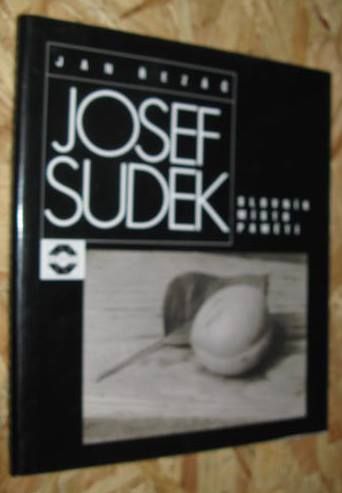 JAN ŘEZÁČ
JOSEF
SUDEK
SLOVNÍK
MÍSTO
PAMĚTI